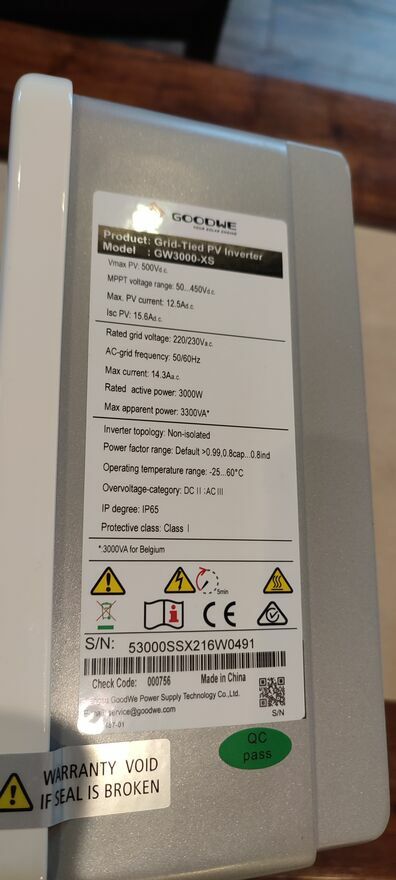 GOODWE
YOUR SOLAR ENGINE
Product: Grid-Tied PV Inverter
Model : GW3000-XS
Vmax PV: 500Vd.c.
MPPT voltage range: 50...450Vd.c.
Max. PV current: 12.5Ad.c.
Isc PV: 15.6Ad.c.
Rated grid voltage: 220/230Va.c.
AC-grid frequency: 50/60Hz
Max current: 14.3Aa.c.
Rated active power: 3000W
Max apparent power: 3300VA*
Inverter topology: Non-isolated
Power factor range: Default >0.99,0.8cap...0.8ind
Operating temperature range: -25...60°C
Overvoltage-category: DC II :AC III
IP degree: IP65
Protective class: Class I
*:3000VA for Belgium
5min
CE
S/N: 53000SSX216W0491
Check Code: 000756 Made in China
GoodWe Power Supply Technology Co.,Ltd.
service@goodwe.com
S/N
QC
pass
WARRANTY VOID
IF SEAL IS BROKEN